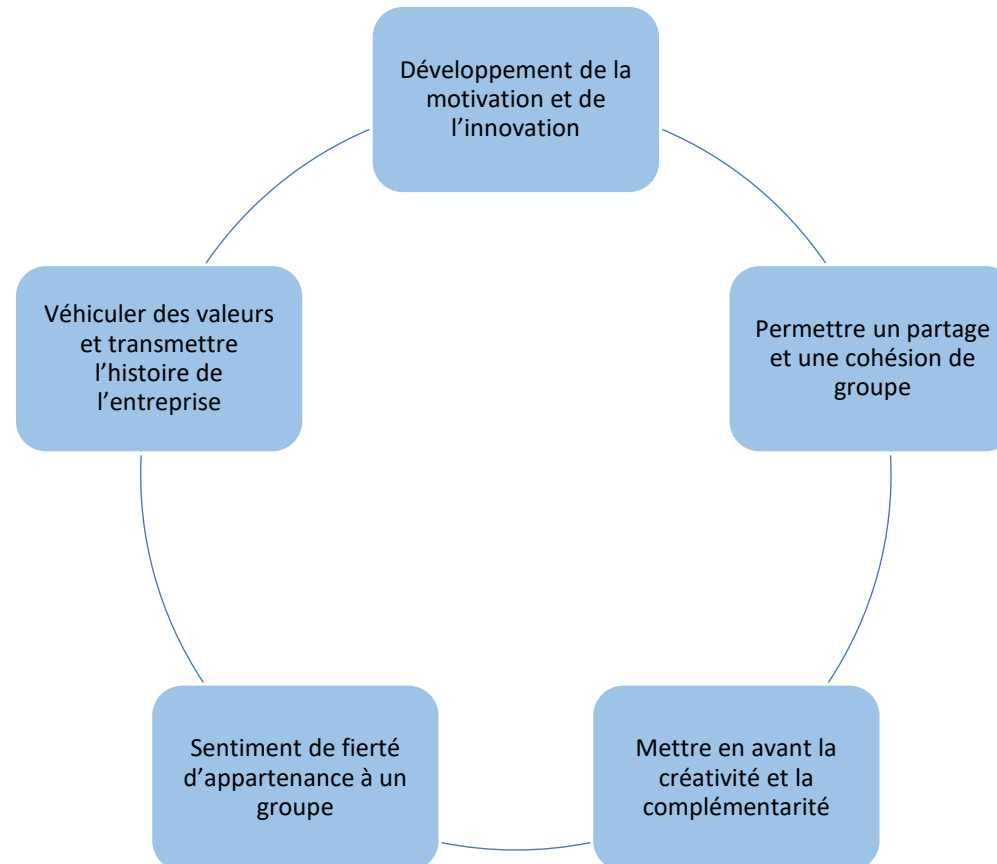 Développement de la
motivation et de
l’innovation
Permettre un partage
et une cohésion de
groupe
Mettre en avant la
créativité et la
complémentarité
Sentiment de fierté
d’appartenance à un
groupe
Véhiculer des valeurs
et transmettre
l’histoire de
l’entreprise